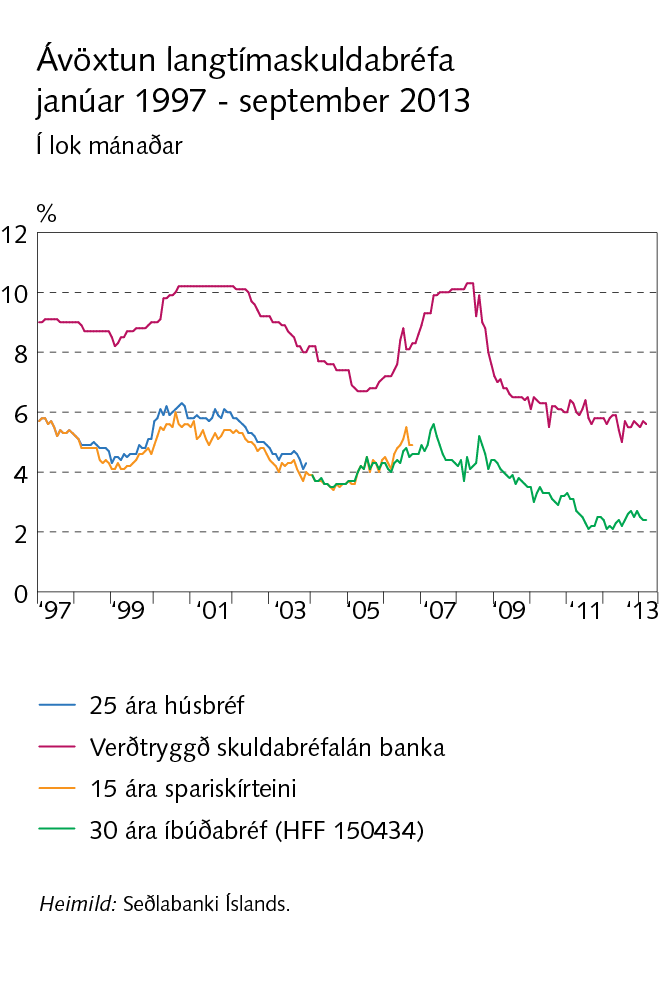 Ávöxtun langtímaskuldabréfa
janúar 1997 - september 2013
Í lok mánaðar
%
12
10
8
6
4
2
0
‘97 ‘99 ‘01 ‘03 ‘05 ‘07 ‘09 ‘11 ‘13
25 ára húsbréf
Verðtryggð skuldabréfalán banka
15 ára spariskírteini
30 ára íbúðabréf (HFF 150434)
Heimild: Seðlabanki Íslands.